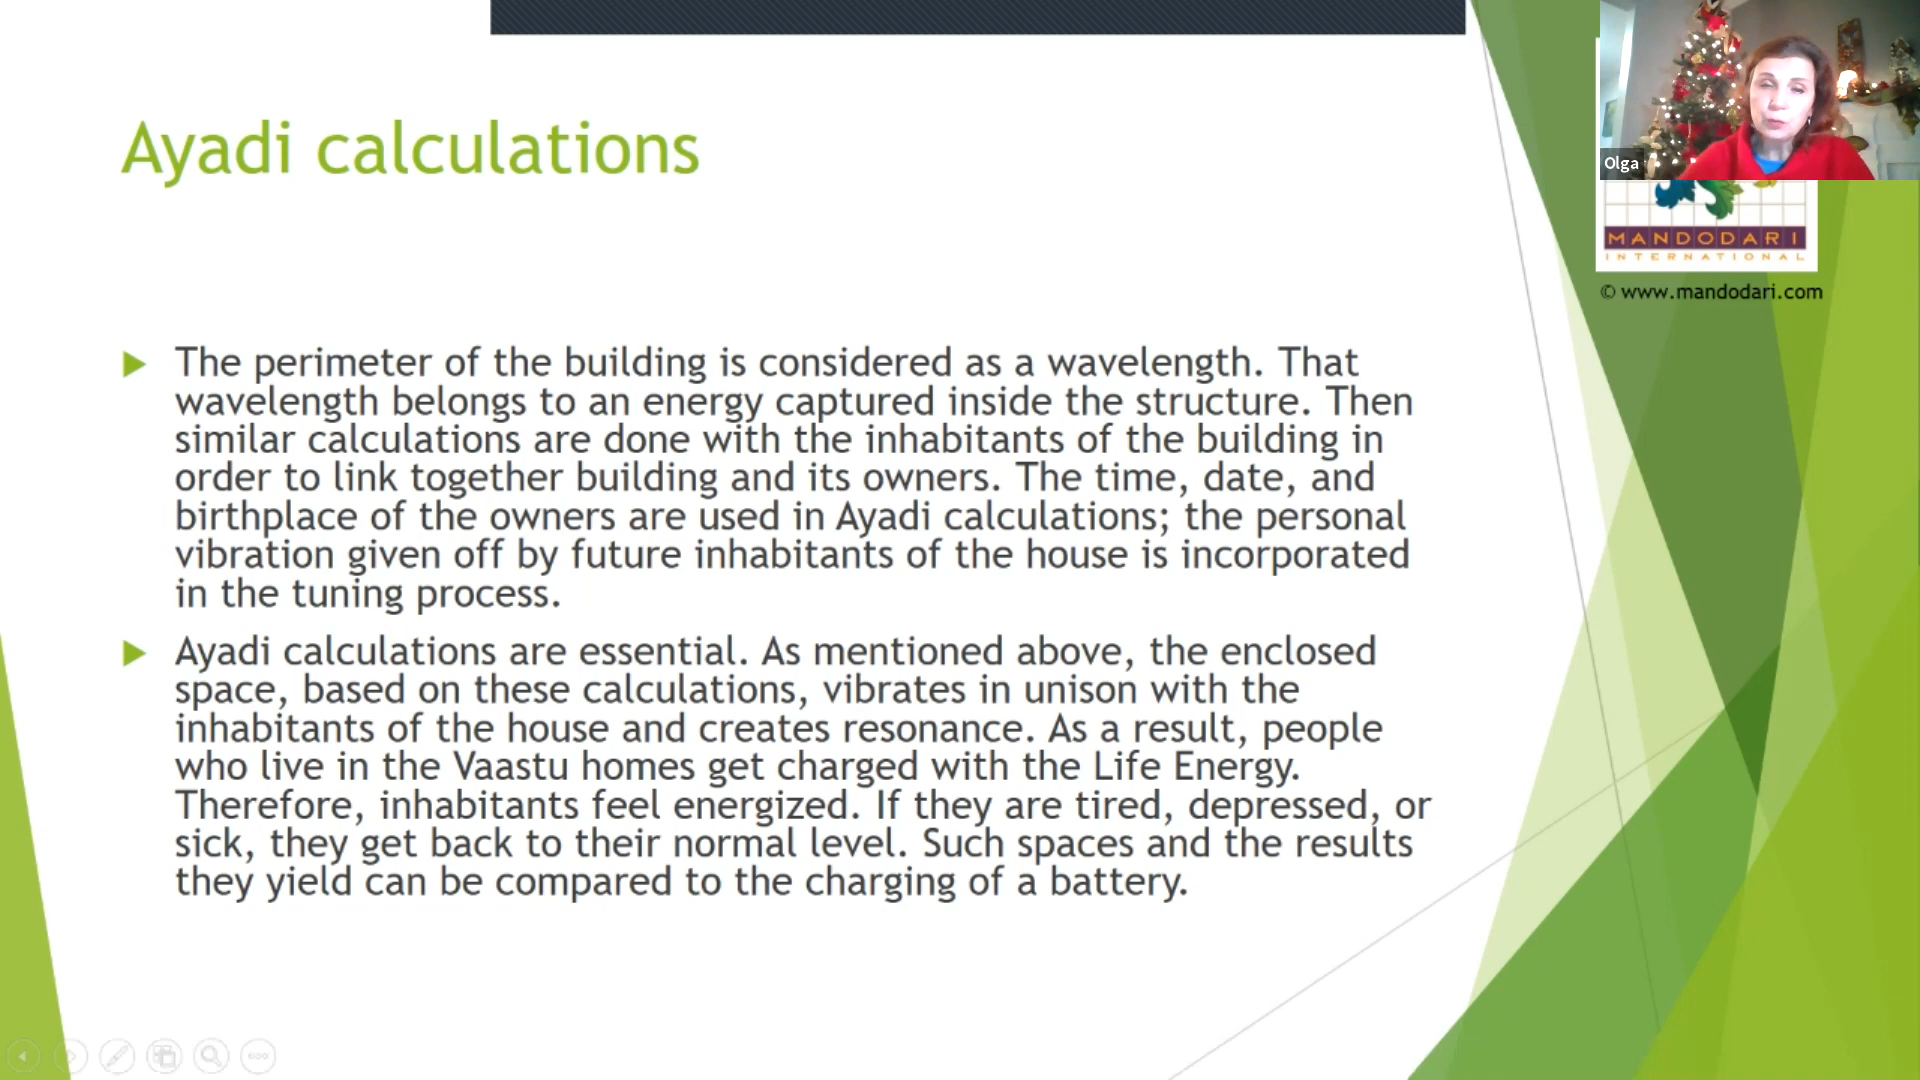 Ayadi calculations
The perimeter of the building is considered as a wavelength. That
wavelength belongs to an energy captured inside the structure. Then
similar calculations are done with the inhabitants of the building in
order to link together building and its owners. The time, date, and
birthplace of the owners are used in Ayadi calculations; the personal
vibration given off by future inhabitants of the house is incorporated
in the tuning process.
Ayadi calculations are essential. As mentioned above, the enclosed
space, based on these calculations, vibrates in unison with the
inhabitants of the house and creates resonance. As a result, people
who live in the Vaastu homes get charged with the Life Energy.
Therefore, inhabitants feel energized. If they are tired, depressed, or
sick, they get back to their normal level. Such spaces and the results
they yield can be compared to the charging of a battery.
Olga
MANDODARI
INTERNATIONAL
© www.mandodari.com